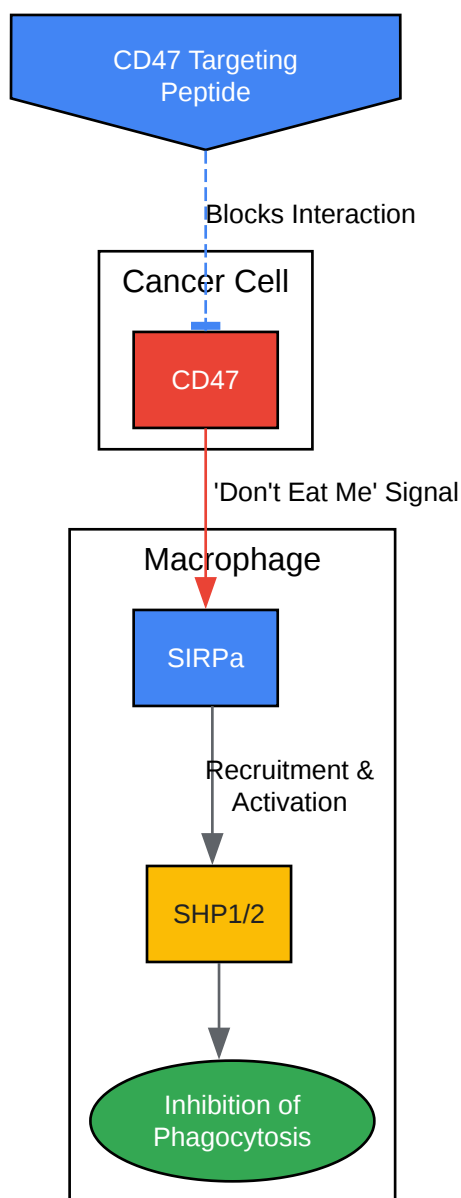 CD47 Targeting
Peptide
Blocks Interaction
Cancer Cell
CD47
'Don't Eat Me' Signal
Macrophage
SIRPa
Recruitment &
Activation
SHP1/2
Inhibition of
Phagocytosis